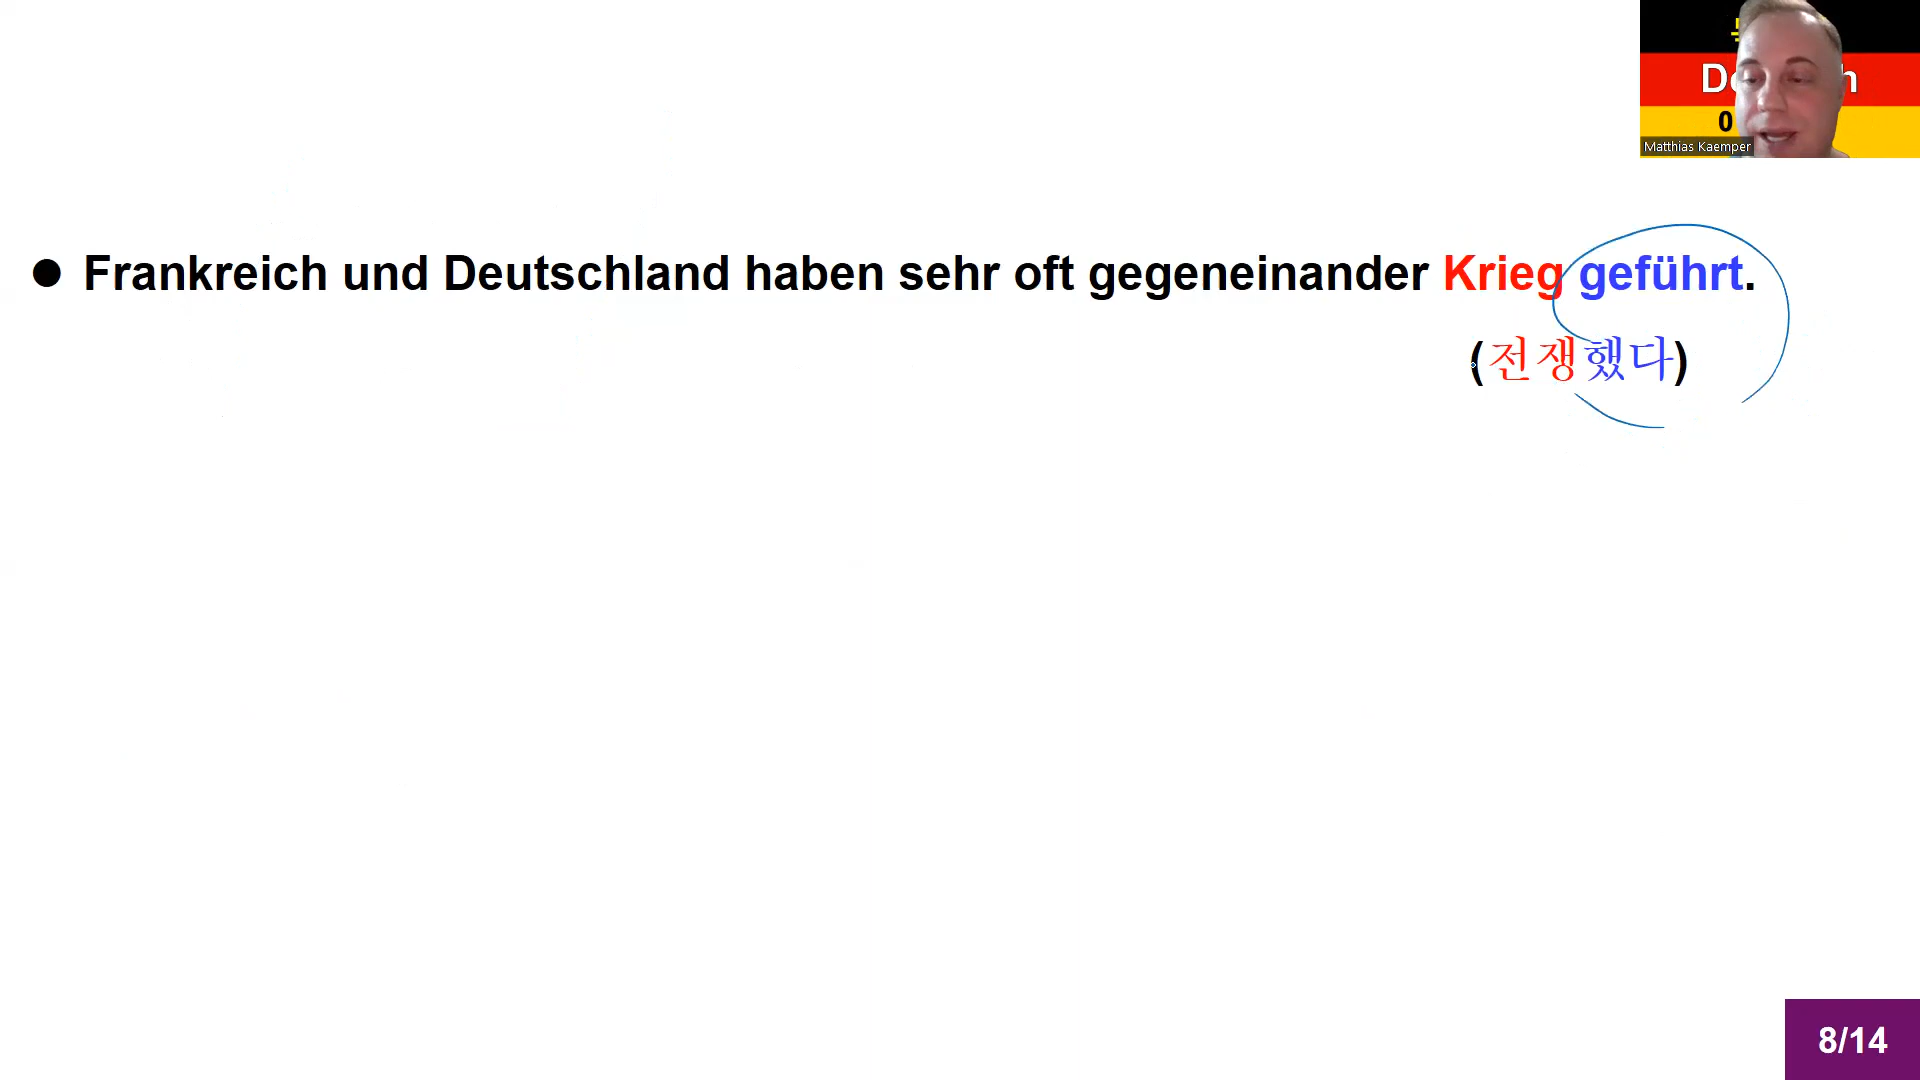 Matthias Kaemper
● Frankreich und Deutschland haben sehr oft gegeneinander Krieg geführt.
(전쟁했다)
8/14